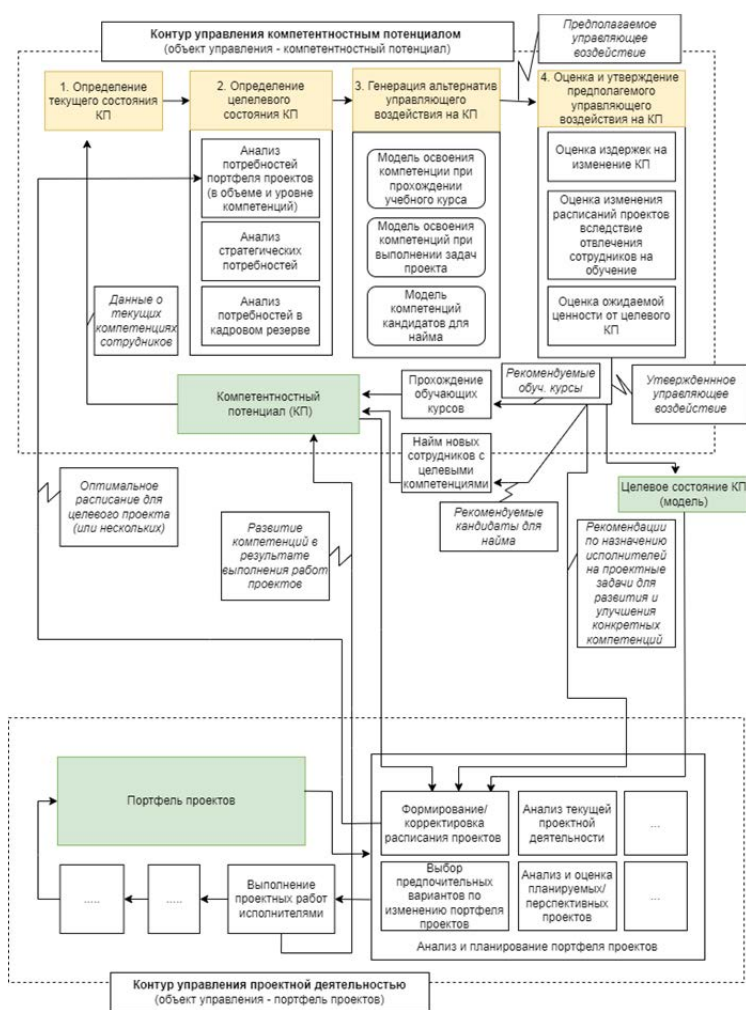 Контур управления компетентностным потенциалом
(объект управления - компетентностный потенциал)
Предполагаемое
управляющее
воздействие
1. Определение
текущего состояния
КП
2. Определение
целелевого
состояния КП
3. Генерация альтернатив
управляющего
воздействия на КП
4. Оценка и утверждение
предполагемого
управляющего
воздействия на КП
Анализ
потребностей
портфеля проектов
(в объеме и уровне
компетенций)
Анализ
стратегических
потребностей
Анализ
потребностей в
кадровом резерве
Модель освоения
компетенции при
прохождении
учебного курса
Модель освоения
компетенций при
выполнении задач
проекта
Модель
компетенций
кандидатов для
найма
Оценка издержек на
изменение КП
Оценка изменения
расписаний проектов
вследствие
отвлечения
сотрудников на
обучение
Оценка ожидаемой
ценности от целевого
КП
Данные о
текущих
компетенциях
сотрудников
Компетентностный
потенциал (КП)
Прохождение
обучающих
курсов
Рекомендуемые
обуч. курсы
Утвержденнное
управляющее
воздействие
Найм новых
сотрудников с
целевыми
компетенциями
Рекомендуемые
кандидаты для
найма
Целевое состояние КП
(модель)
Оптимальное
расписание для
целевого проекта
(или нескольких)
Развитие
компетенций в
результате
выполнения работ
проектов
Рекомендации
по назначению
исполнителей
на проектные
задачи для
развития и
улучшения
конкретных
компетенций
Портфель проектов
Формирование/
корректировка
расписания проектов
Анализ текущей
проектной
деятельности
...
Выбор
предпочительных
вариантов по
изменению портфеля
проектов
Анализ и оценка
планируемых/
перспективных
проектов
...
Анализ и планирование портфеля проектов
.....
.....
Выполнение
проектных работ
исполнителями
Контур управления проектной деятельностью
(объект управления - портфель проектов)